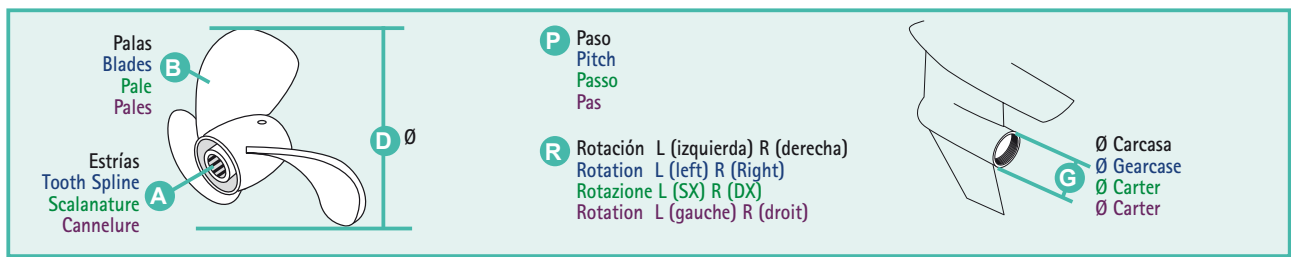 Palas
Blades
Pale
Pales
B
Estrías
Tooth Spline
Scalanature
Cannelure
A
D Ø
P Paso
Pitch
Passo
Pas
R Rotación L (izquierda) R (derecha)
Rotation L (left) R (Right)
Rotazione L (SX) R (DX)
Rotation L (gauche) R (droit)
G
Ø Carcasa
Ø Gearcase
Ø Carter
Ø Carter